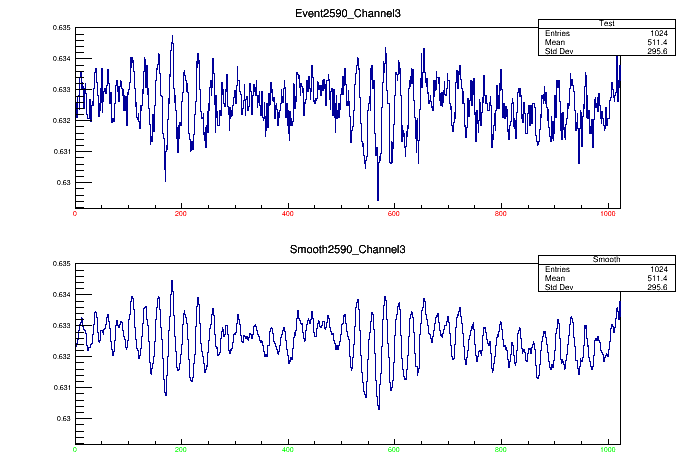 Event2590_Channel3
Test
Entries 1024
Mean 511.4
Std Dev 295.6
0.635
0.634
0.633
0.632
0.631
0.63
0 200 400 600 800 1000
Smooth2590_Channel3
Smooth
Entries 1024
Mean 511.4
Std Dev 295.6
0.635
0.634
0.633
0.632
0.631
0.63
0 200 400 600 800 1000